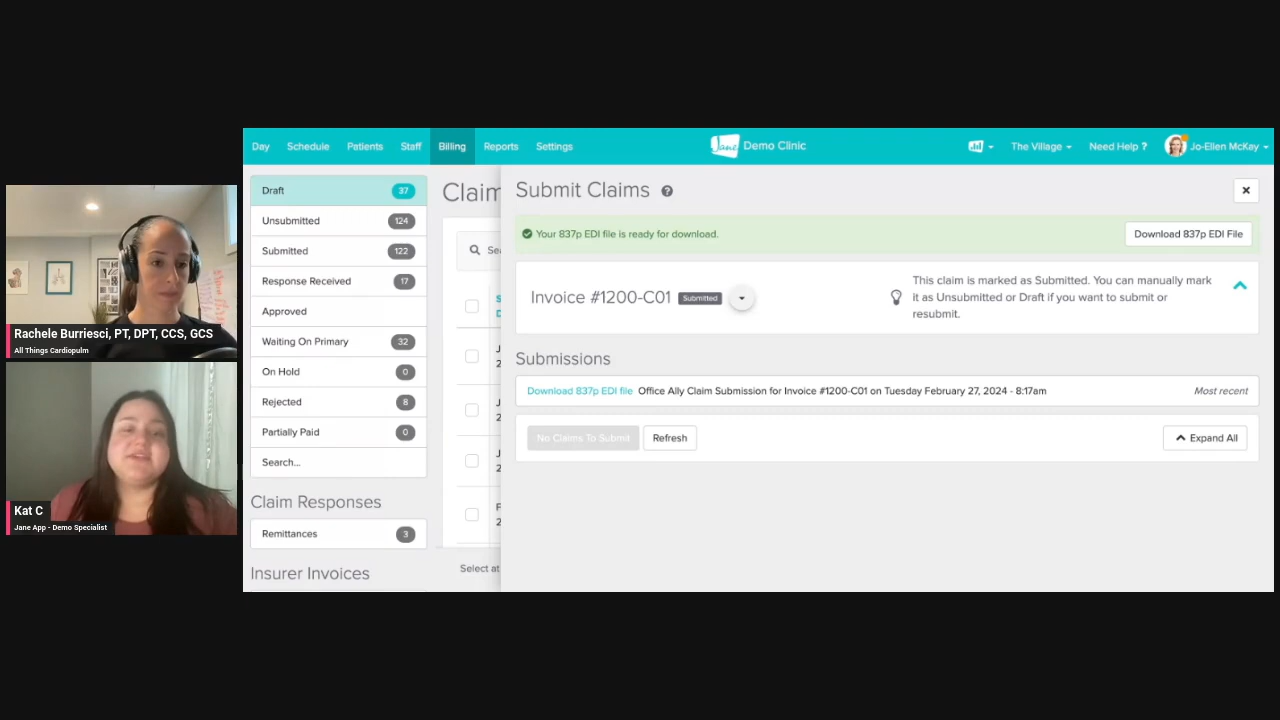 Day Schedule Patients Staff Billing Reports Settings
Jane Demo Clinic
The Village Need Help ? Jo-Ellen McKay
Draft 37
Unsubmitted 124
Submitted 122
Response Received 17
Approved
Waiting On Primary 32
On Hold 0
Rejected 8
Partially Paid 0
Search...
Claim Responses
Remittances 3
Insurer Invoices
Claim
Sea
Select at
Submit Claims ?
Your 837p EDI file is ready for download.
Download 837p EDI File
Invoice #1200-C01 Submitted
This claim is marked as Submitted. You can manually mark
it as Unsubmitted or Draft if you want to submit or
resubmit.
Submissions
Download 837p EDI file Office Ally Claim Submission for Invoice #1200-C01 on Tuesday February 27, 2024 - 8:17am Most recent
No Claims To Submit Refresh Expand All
Rachele Burriesci, PT, DPT, CCS, GCS
All Things Cardiopulm
Kat C
Jane App - Demo Specialist